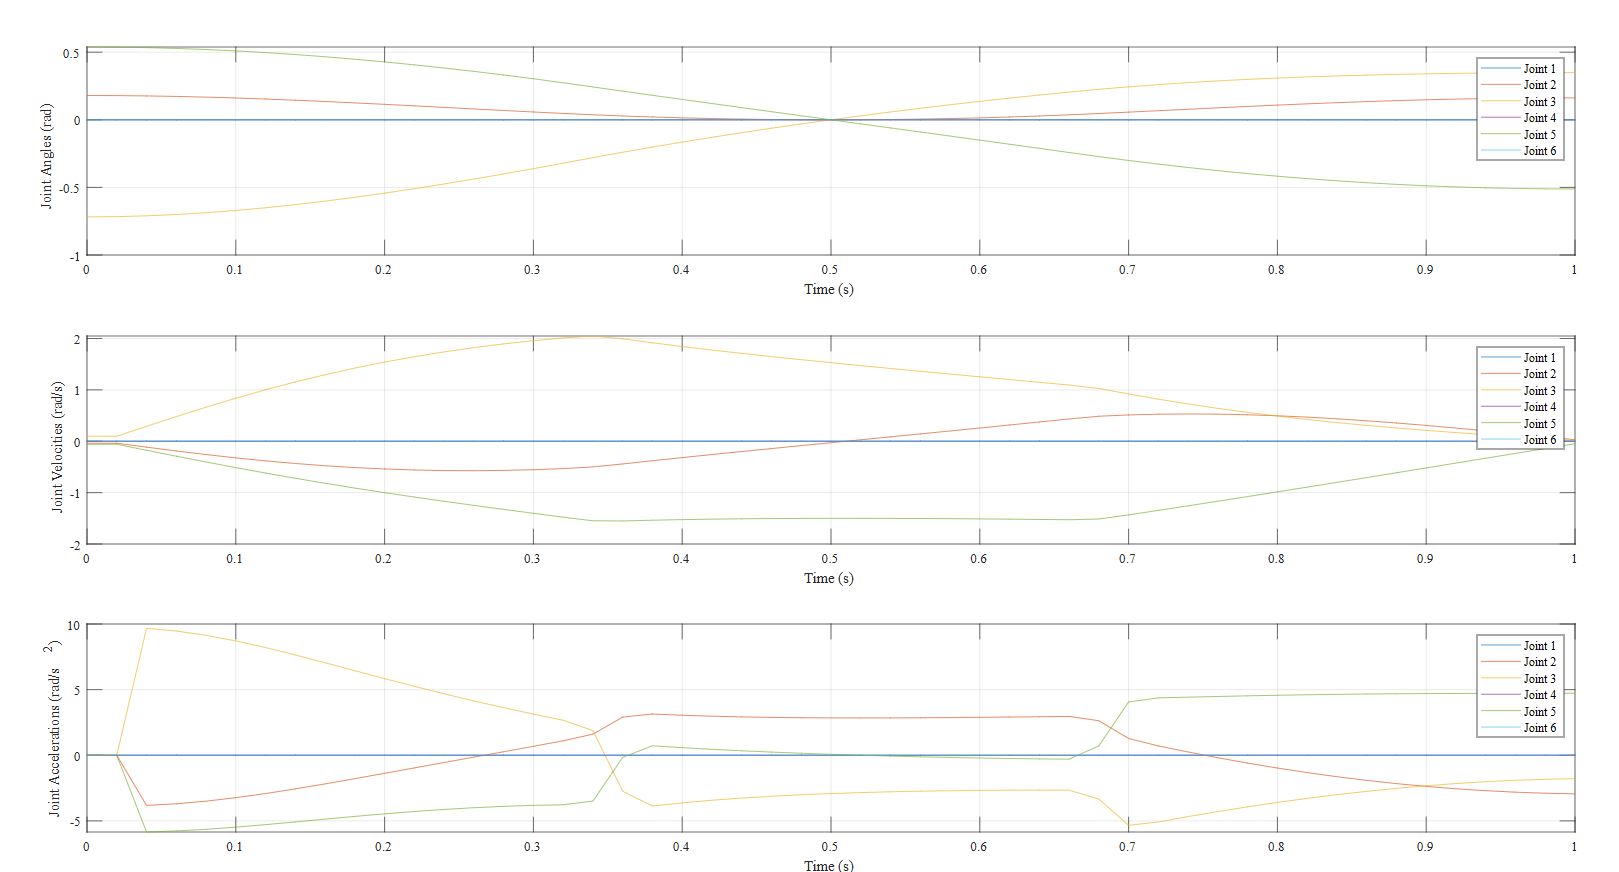 Joint Angles (rad)
0.5
0
-0.5
-1
Joint 1
Joint 2
Joint 3
Joint 4
Joint 5
Joint 6
0 0.1 0.2 0.3 0.4 0.5 0.6 0.7 0.8 0.9 1
Time (s)
Joint Velocities (rad/s)
2
1
0
-1
-2
Joint 1
Joint 2
Joint 3
Joint 4
Joint 5
Joint 6
0 0.1 0.2 0.3 0.4 0.5 0.6 0.7 0.8 0.9 1
Time (s)
Joint Accelerations (rad/s 2)
10
5
0
-5
Joint 1
Joint 2
Joint 3
Joint 4
Joint 5
Joint 6
0 0.1 0.2 0.3 0.4 0.5 0.6 0.7 0.8 0.9 1
Time (s)